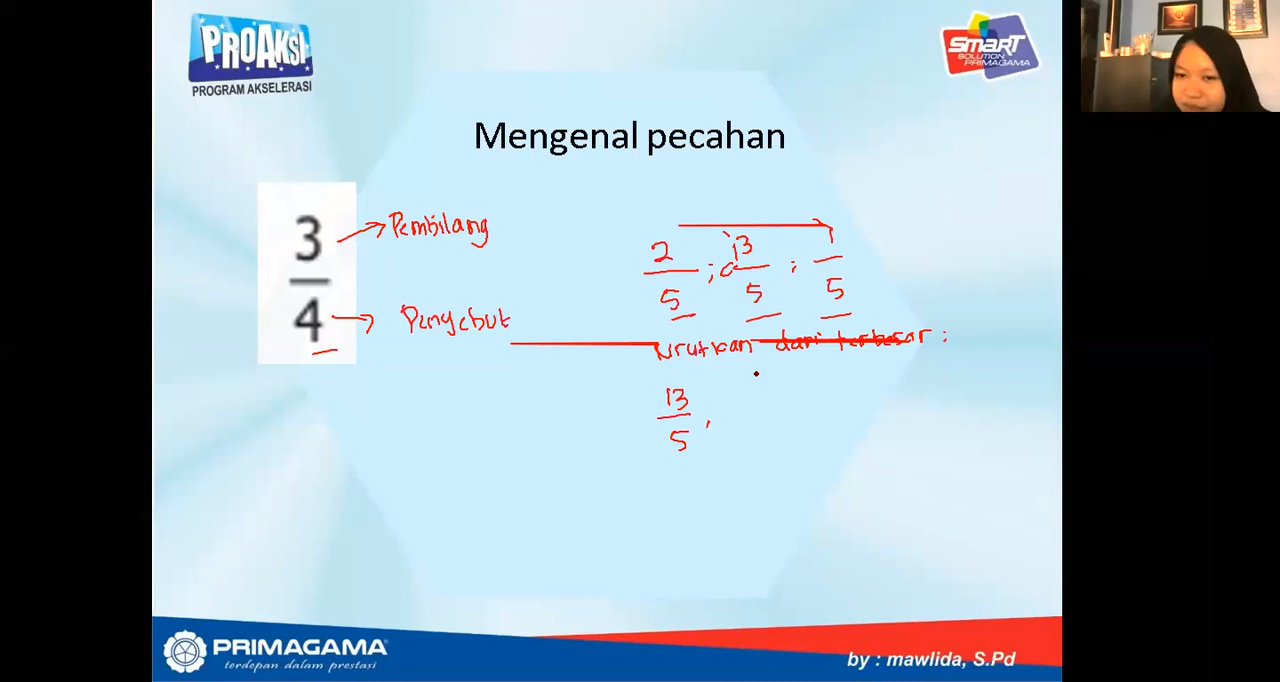 PROAKSI
PROGRAM AKSELERASI
SMART
SOLUTION
PRIMAGAMA
Mengenal pecahan
3
4
Pembilang
Penyebut
2 ; 13 ; 1
5 5 5
Urutkan dari terbesar :
13
5 ,
PRIMAGAMA
terdepan dalam prestasi
by : mawlida, S.Pd